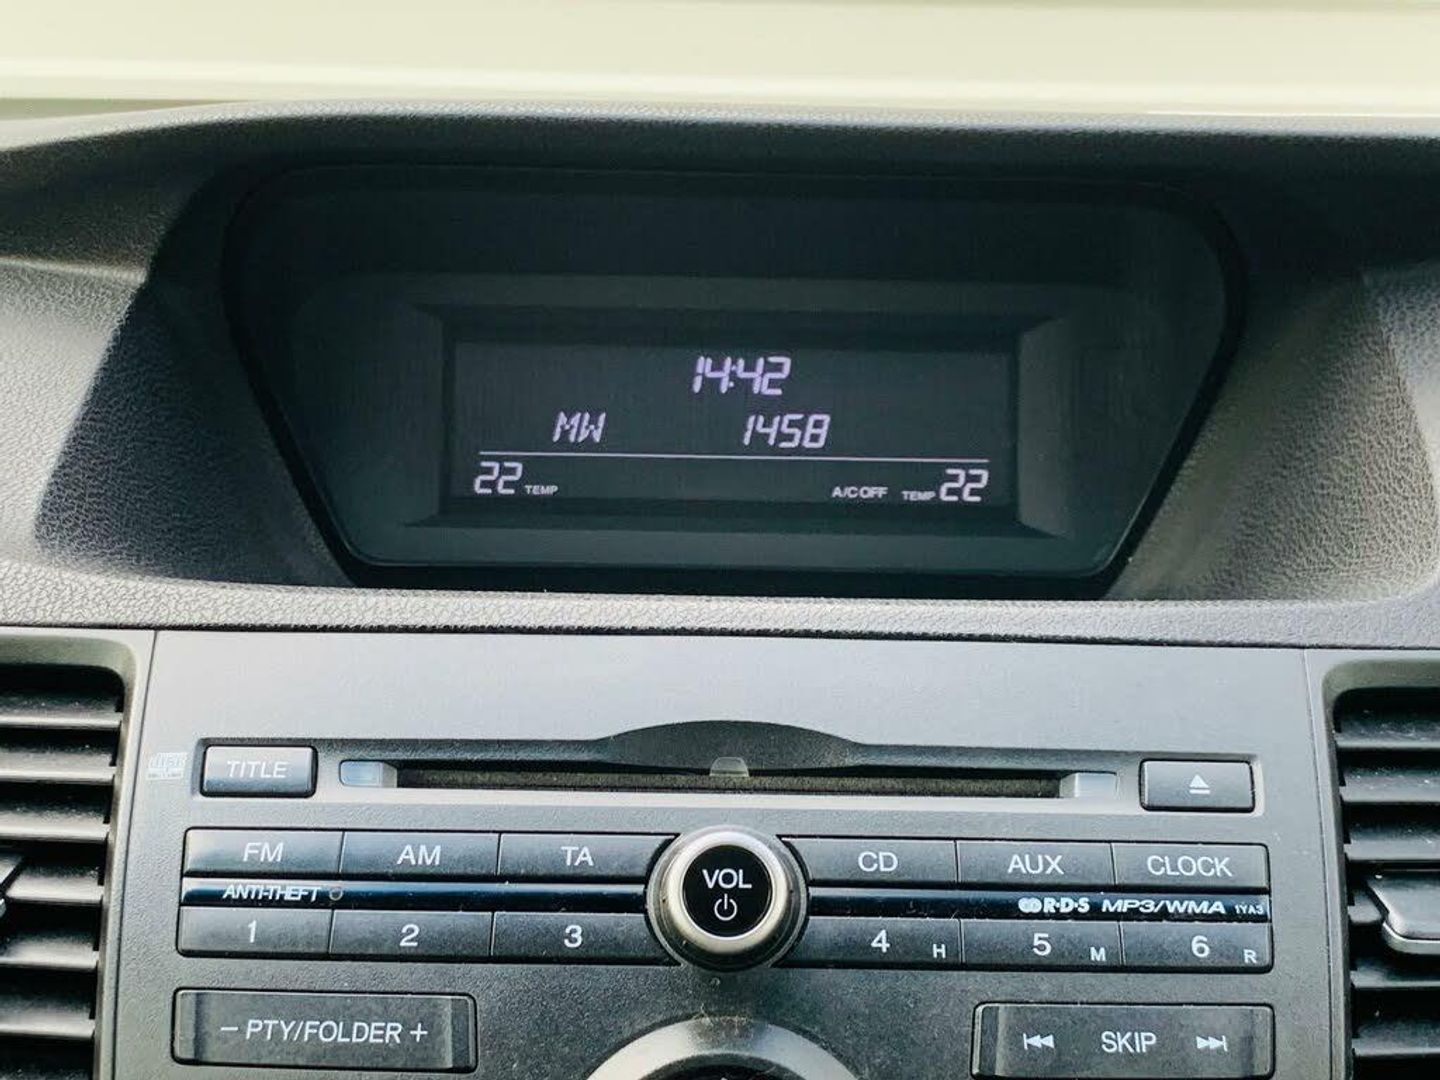 14:42
MW 1458
22 TEMP A/C OFF TEMP 22
TITLE
FM AM TA VOL CD AUX CLOCK
ANTI-THEFT R·D·S MP3/WMA 1YA3
1 2 3 4 H 5 M 6 R
− PTY/FOLDER + SKIP